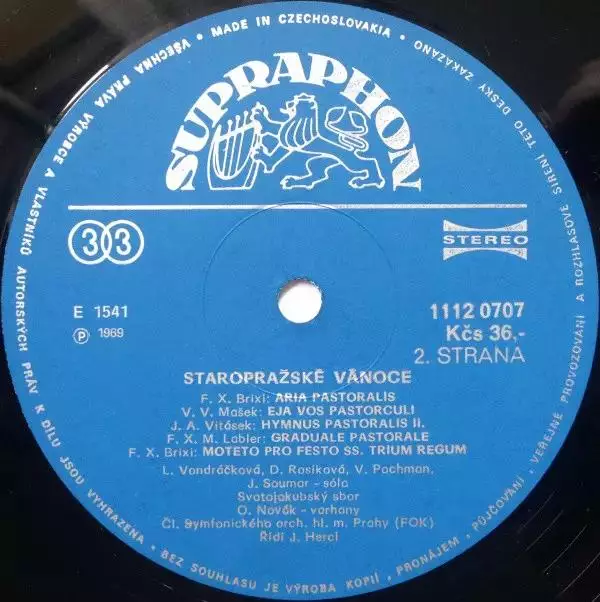 VŠECHNA PRÁVA VÝROBCE A VLASTNÍKŮ AUTORSKÝCH PRÁV K DÍLU JSOU VYHRAZENA • BEZ SOUHLASU JE VÝROBA KOPIÍ, PRONÁJEM, PŮJČOVÁNÍ, VEŘEJNÉ PROVOZOVÁNÍ A ROZHLASOVÉ ŠÍŘENÍ TÉTO DESKY ZAKÁZÁNO • MADE IN CZECHOSLOVAKIA •
SUPRAPHON
33
STEREO
E 1541
℗ 1969
1112 0707
Kčs 36,-
2. STRANA
STAROPRAŽSKÉ VÁNOCE
F. X. Brixi: ARIA PASTORALIS
V. V. Mašek: EJA VOS PASTORCULI
J. A. Vitásek: HYMNUS PASTORALIS II.
F. X. M. Labler: GRADUALE PASTORALE
F. X. Brixi: MOTETO PRO FESTO SS. TRIUM REGUM
L. Vondráčková, D. Rosíková, V. Pochman,
J. Soumar - sóla
Svatojakubský sbor
O. Novák - varhany
Čl. Symfonického orch. hl. m. Prahy (FOK)
Řídí J. Hercl